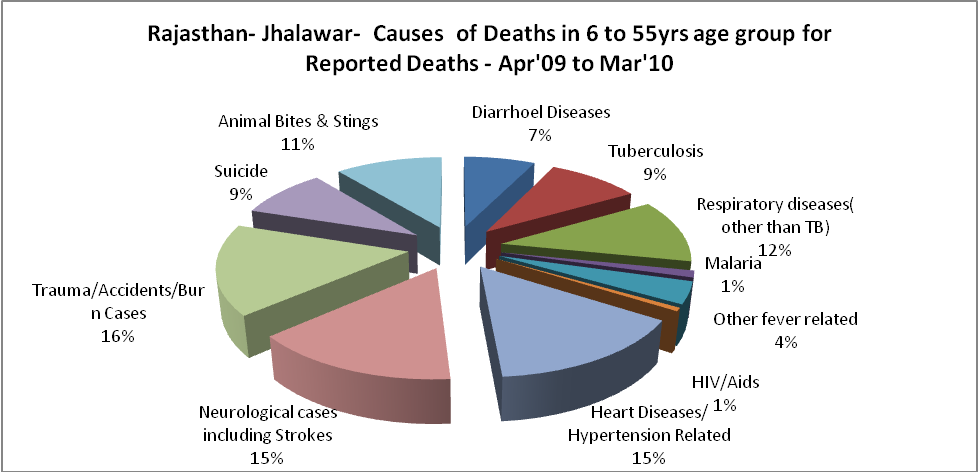 Rajasthan- Jhalawar- Causes of Deaths in 6 to 55yrs age group for
Reported Deaths - Apr'09 to Mar'10
Diarrhoel Diseases
7%
Tuberculosis
9%
Respiratory diseases(
other than TB)
12%
Malaria
1%
Other fever related
4%
HIV/Aids
1%
Heart Diseases/
Hypertension Related
15%
Neurological cases
including Strokes
15%
Trauma/Accidents/Bur
n Cases
16%
Suicide
9%
Animal Bites & Stings
11%